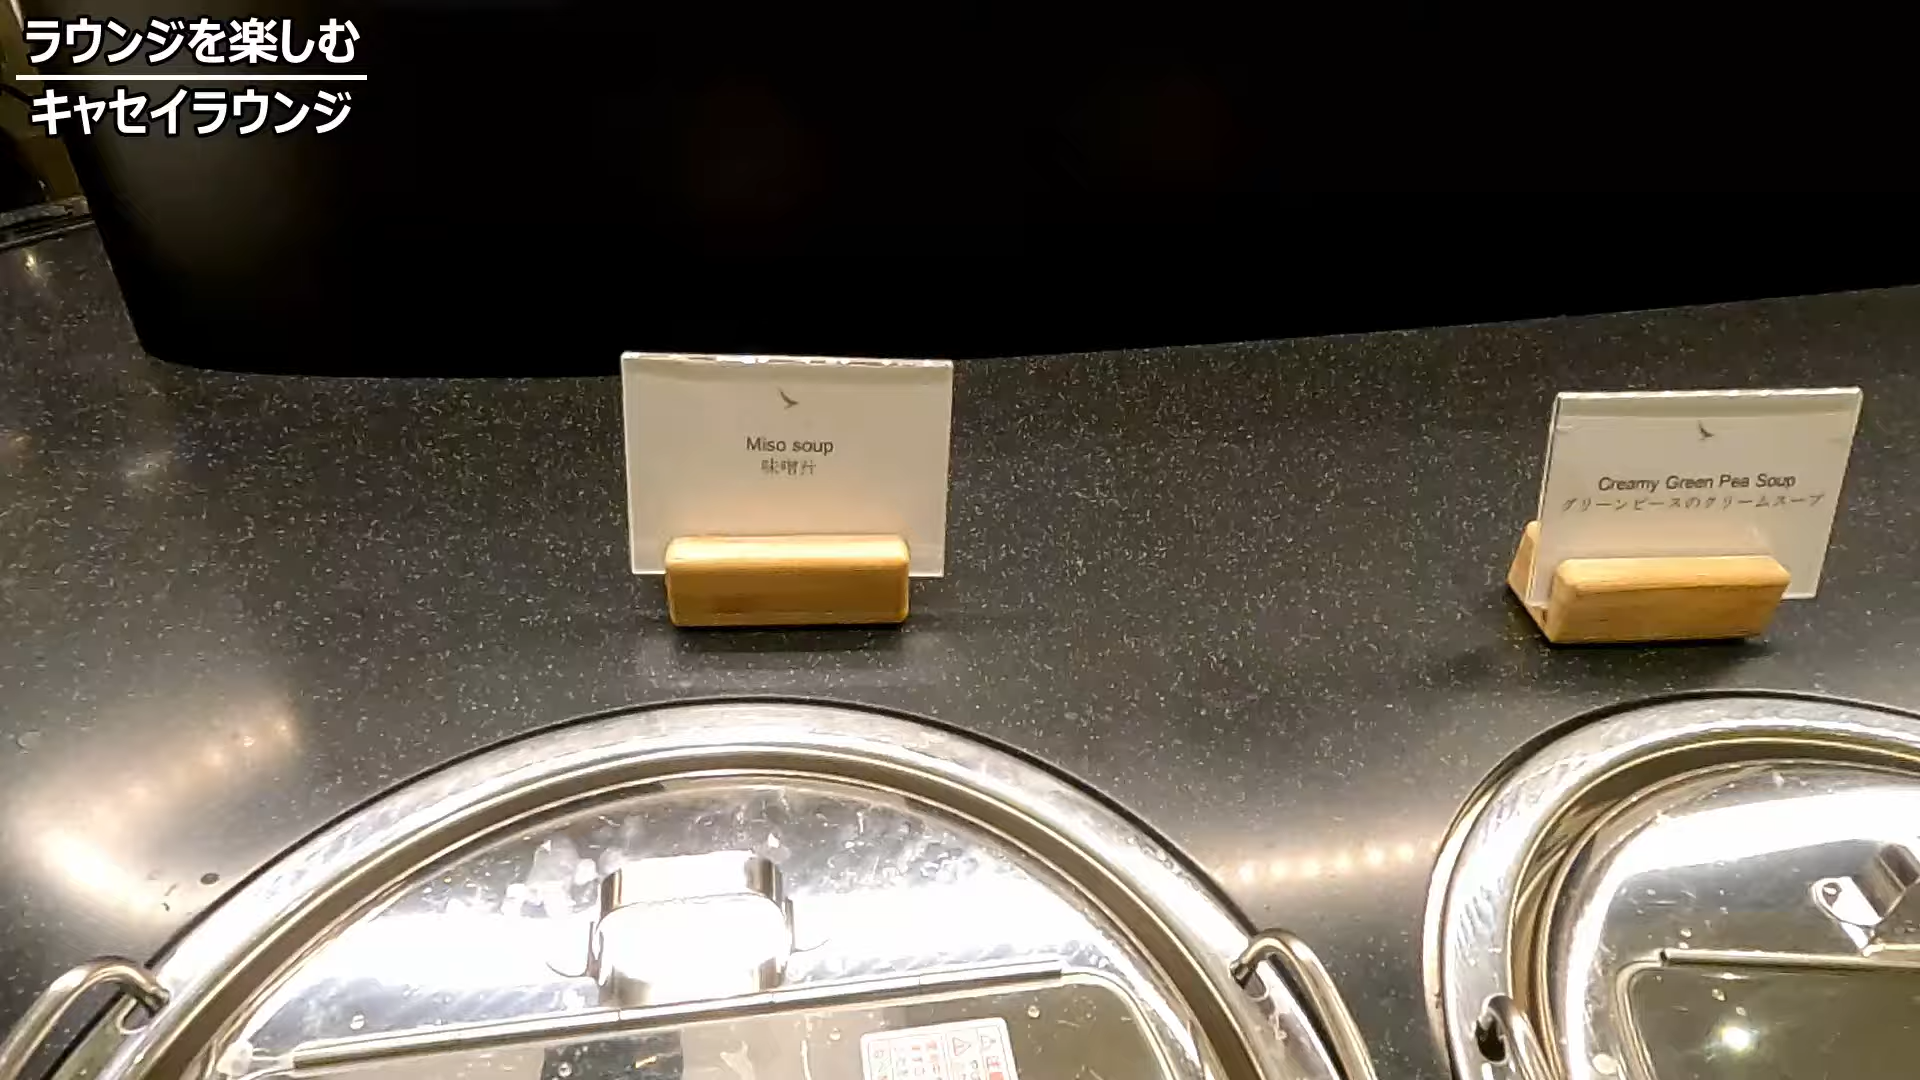 ラウンジを楽しむ
キャセイラウンジ
Miso soup
味噌汁
Creamy Green Pea Soup
グリーンピースのクリームスープ